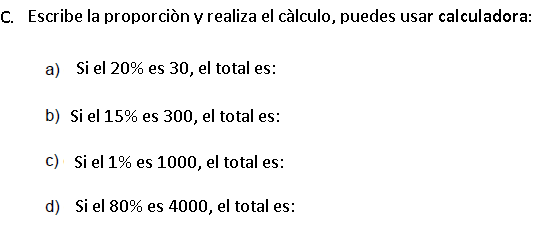 C. Escribe la proporciòn y realiza el càlculo, puedes usar calculadora:
a) Si el 20% es 30, el total es:
b) Si el 15% es 300, el total es:
c) Si el 1% es 1000, el total es:
d) Si el 80% es 4000, el total es: